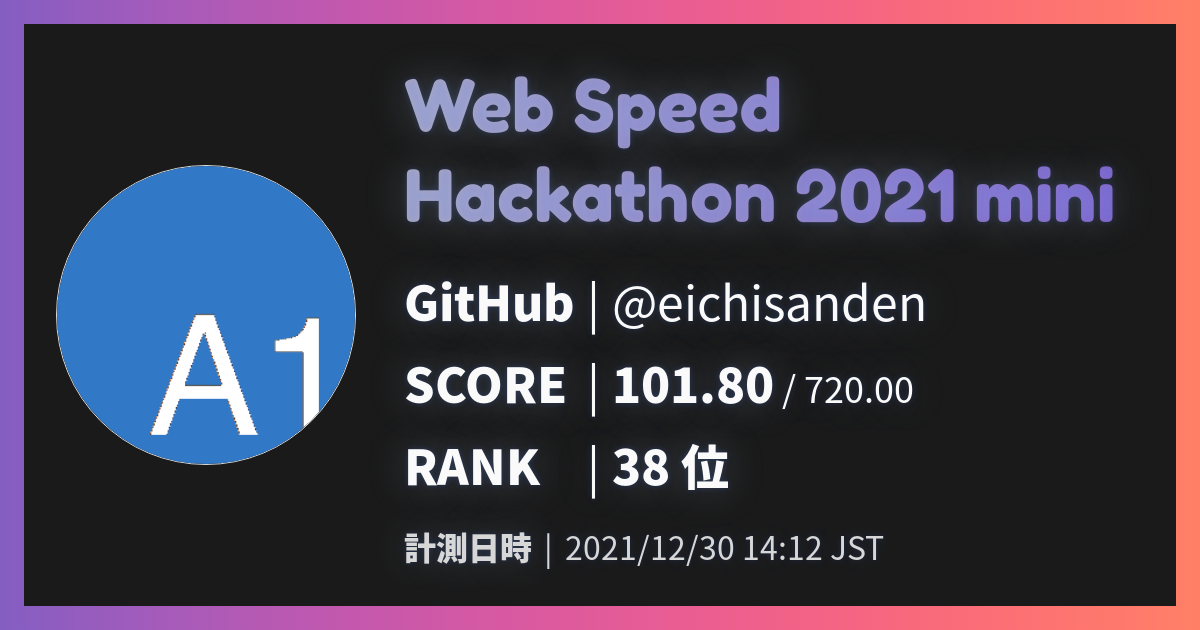 Web Speed
Hackathon 2021 mini
A1
GitHub | @eichisanden
SCORE | 101.80 / 720.00
RANK | 38 位
計測日時 | 2021/12/30 14:12 JST